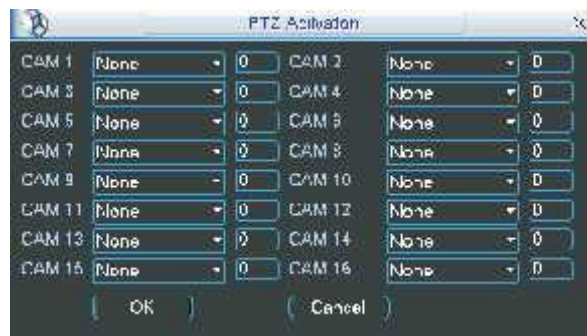 PTZ Activation
CAM 1 None 0 CAM 2 None 0
CAM 3 None 0 CAM 4 None 0
CAM 5 None 0 CAM 6 None 0
CAM 7 None 0 CAM 8 None 0
CAM 9 None 0 CAM 10 None 0
CAM 11 None 0 CAM 12 None 0
CAM 13 None 0 CAM 14 None 0
CAM 15 None 0 CAM 16 None 0
OK Cancel